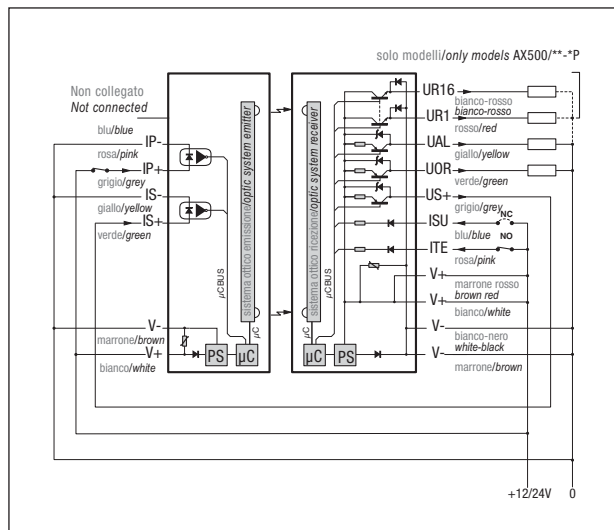 solo modelli/only models AX500/**-*P
Non collegato
Not connected
blu/blue
IP-
rosa/pink
IP+
grigio/grey
IS-
giallo/yellow
IS+
verde/green
V-
marrone/brown
V+
bianco/white
µCBUS
sistema ottico emissione/optic system emitter
µC
PS
µC
sistema ottico ricezione/optic system receiver
µCBUS
µC
µC
PS
UR16
bianco-rosso
UR1
bianco-rosso
rosso/red
UAL
giallo/yellow
UOR
verde/green
US+
grigio/grey
ISU
NC
blu/blue
NO
ITE
rosa/pink
V+
marrone rosso
V+
brown red
bianco/white
V-
bianco-nero
white-black
V-
marrone/brown
+12/24V
0